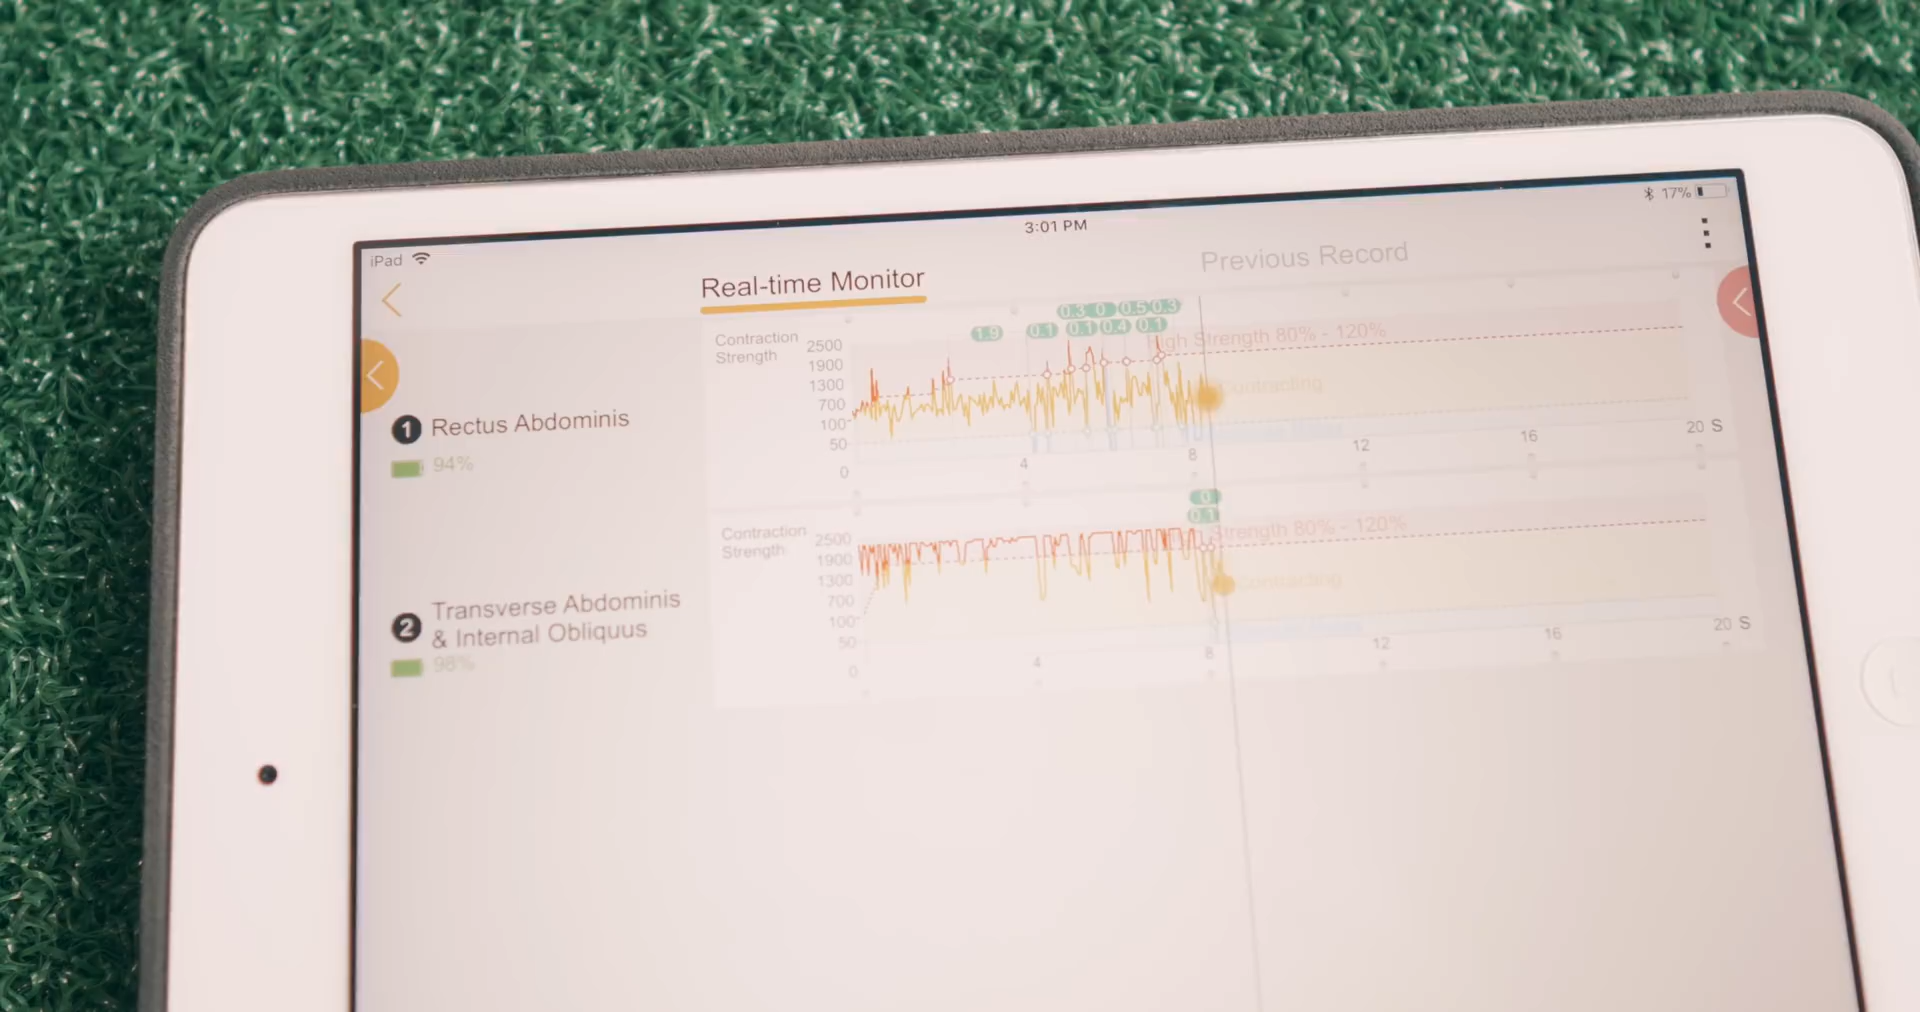 iPad
3:01 PM
17%
Real-time Monitor
Previous Record
1 Rectus Abdominis
94%
Contraction
Strength
2500
1900
1300
700
100
50
0
1.9
0.3 0 0.5 0.3
0.1 0.1 0.4 0.1
High Strength 80% - 120%
Contracting
4
8
12
16
20 S
2 Transverse Abdominis
& Internal Obliquus
98%
Contraction
Strength
2500
1900
1300
700
100
50
0
0
0.1
Strength 80% - 120%
Contracting
4
8
12
16
20 S